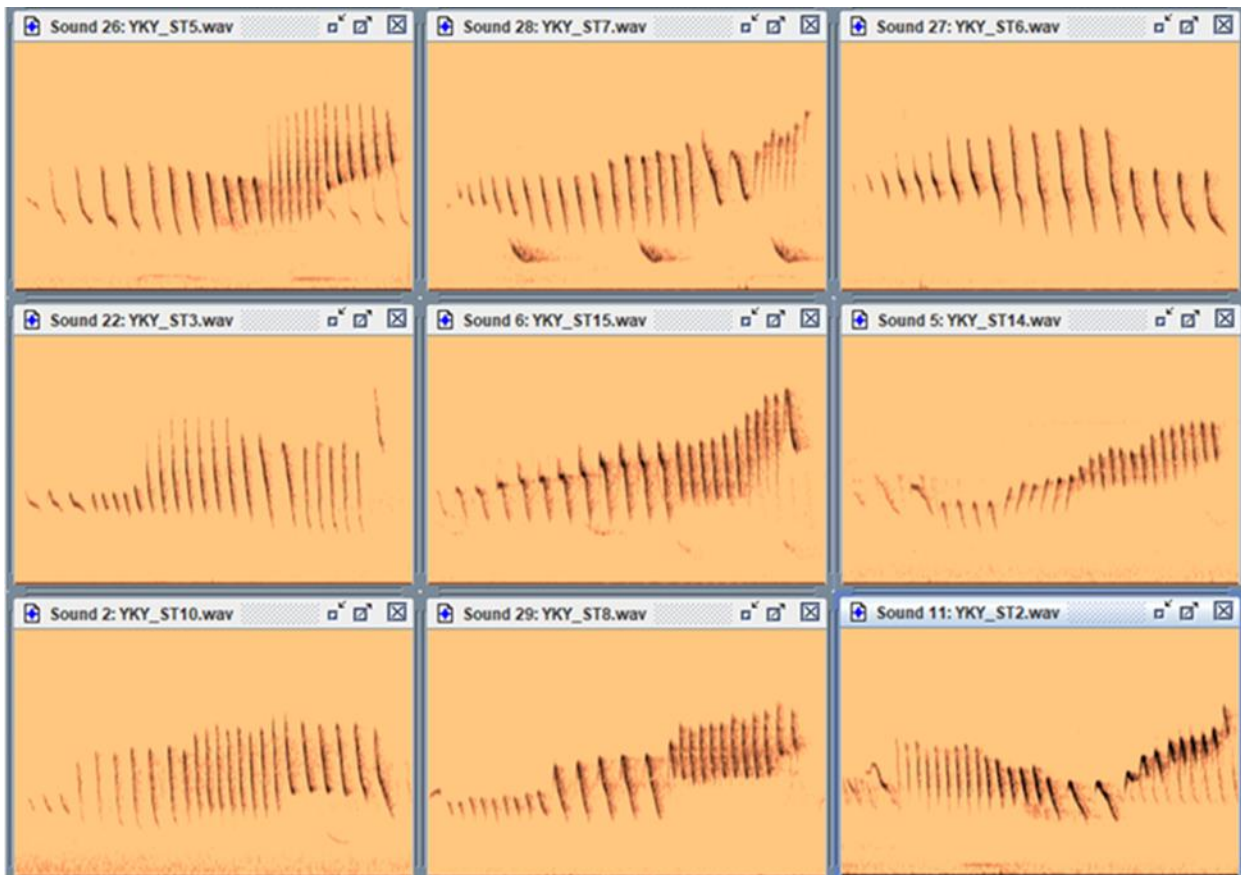 Sound 26: YKY_ST5.wav
Sound 28: YKY_ST7.wav
Sound 27: YKY_ST6.wav
Sound 22: YKY_ST3.wav
Sound 6: YKY_ST15.wav
Sound 5: YKY_ST14.wav
Sound 2: YKY_ST10.wav
Sound 29: YKY_ST8.wav
Sound 11: YKY_ST2.wav